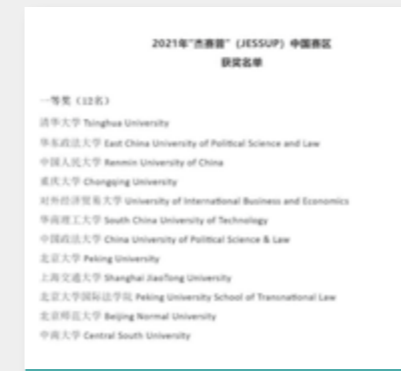 2021年“杰赛普”（JESSUP）中国赛区
获奖名单
一等奖（12名）
清华大学 Tsinghua University
华东政法大学 East China University of Political Science and Law
中国人民大学 Renmin University of China
重庆大学 Chongqing University
对外经济贸易大学 University of International Business and Economics
华南理工大学 South China University of Technology
中国政法大学 China University of Political Science & Law
北京大学 Peking University
上海交通大学 Shanghai JiaoTong University
北京大学国际法学院 Peking University School of Transnational Law
北京师范大学 Beijing Normal University
中南大学 Central South University